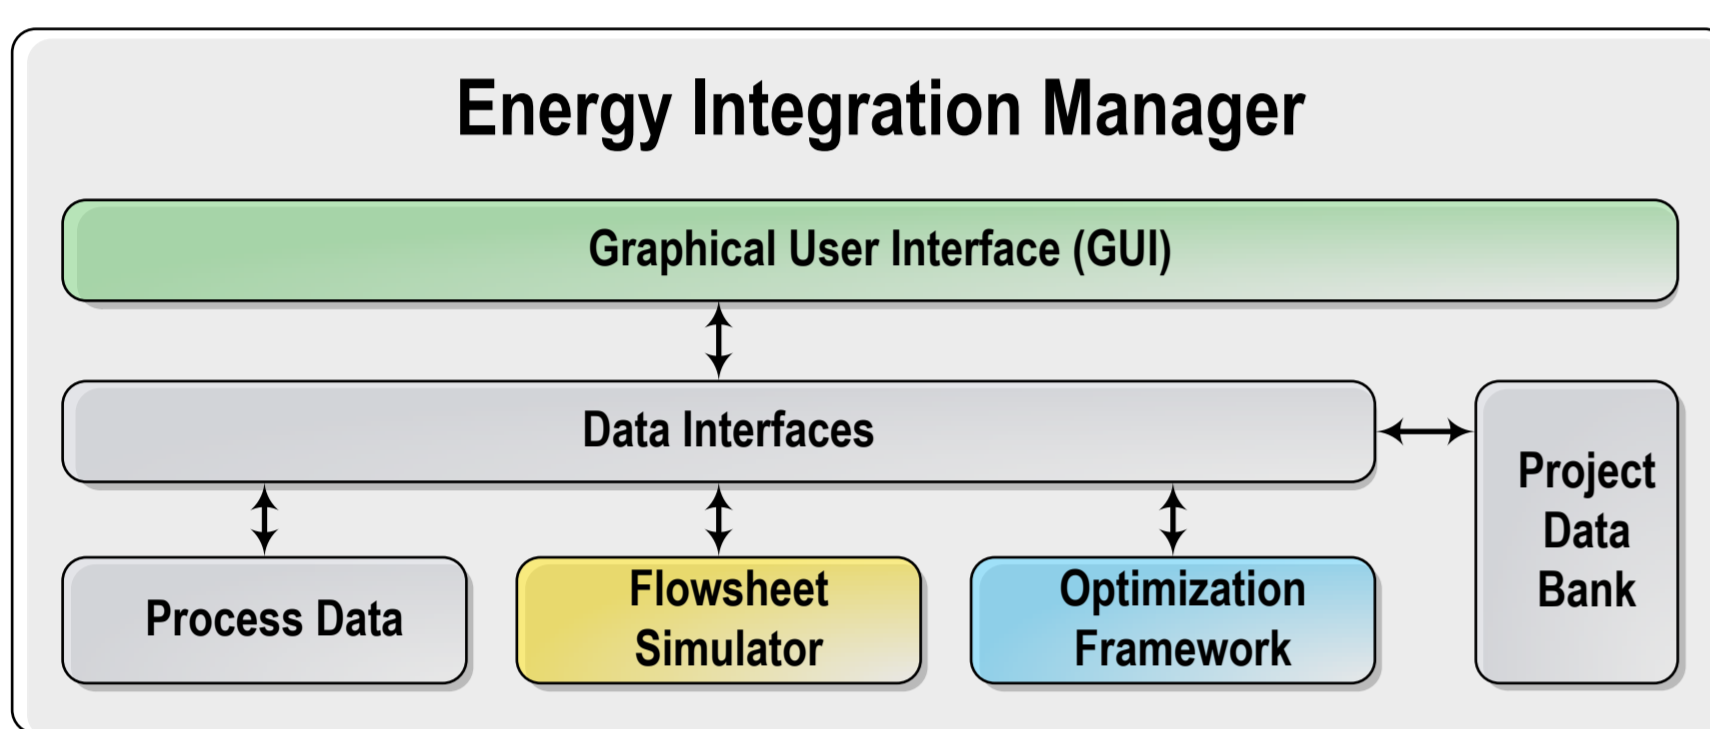 Energy Integration Manager
Graphical User Interface (GUI)
Data Interfaces
Project
Data
Bank
Process Data
Flowsheet
Simulator
Optimization
Framework